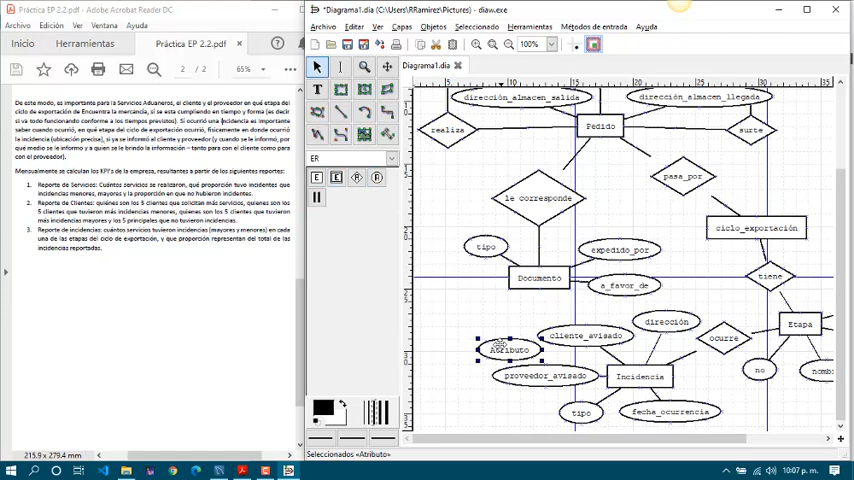 Práctica EP 2.2.pdf - Adobe Acrobat Reader DC
Archivo Edición Ver Ventana Ayuda
Inicio Herramientas Práctica EP 2.2.pdf
2 / 2 65%
De este modo, es importante para la Servicios Aduaneros, el cliente y el proveedor en qué etapa del
ciclo de exportación de Encuentra la mercancía, si se esta cumpliendo en tiempo y forma (es decir
si va todo funcionando conforme a los tiempos previstos). Si ocurrió una incidencia es importante
saber cuando ocurrió, en qué etapa del ciclo de exportación ocurrió, físicamente en donde ocurrió
la incidencia (ubicación precisa), si ya se informó al cliente y proveedor (y cuando se le informó, por
qué medio se le informo y a quien se le brindo la información – tanto para con el cliente como para
con el proveedor).
Mensualmente se calculan los KPI's de la empresa, resultantes a partir de los siguientes reportes:
1. Reporte de Servicios: Cuántos servicios se realizaron, qué proporción tuvo incidentes que
incidencias menores, mayores y la proporción en que no hubieron incidentes.
2. Reporte de Clientes: quiénes son los 5 clientes que solicitan más servicios, quienes son los
5 clientes que tuvieron más incidencias menores, quienes son los 5 clientes que tuvieron
más incidencias mayores y los 5 principales que no tuvieron incidencias.
3. Reporte de incidencias: cuántos servicios tuvieron incidencias (mayores y menores) en cada
una de las etapas del ciclo de exportación, y que proporción representan del total de las
incidencias reportadas.
215.9 x 279.4 mm
*Diagrama1.dia (C:\Users\RRamirez\Pictures) - diaw.exe
Archivo Editar Ver Capas Objetos Seleccionado Herramientas Métodos de entrada Ayuda
100%
Diagrama1.dia
5 10 15 20 25 30 35
T
ER
E E R A
dirección_almacen_salida
dirección_almacen_llegada
realiza
Pedido
surte
pasa_por
le corresponde
ciclo_exportación
tipo
expedido_por
Documento
a_favor_de
tiene
dirección
Etapa
cliente_avisado
ocurre
Atributo
proveedor_avisado
Incidencia
no
nomb
tipo
fecha_ocurrencia
Seleccionados «Atributo»
10:07 p. m.